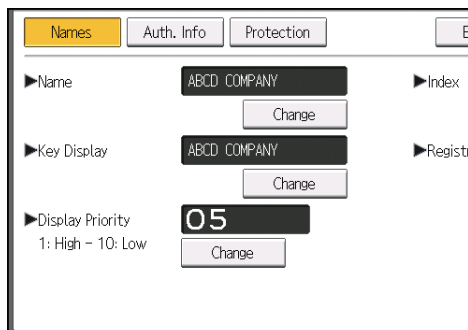 Names Auth. Info Protection E
▶Name ABCD COMPANY ▶Index
Change
▶Key Display ABCD COMPANY ▶Registr
Change
▶Display Priority 05
1: High - 10: Low Change